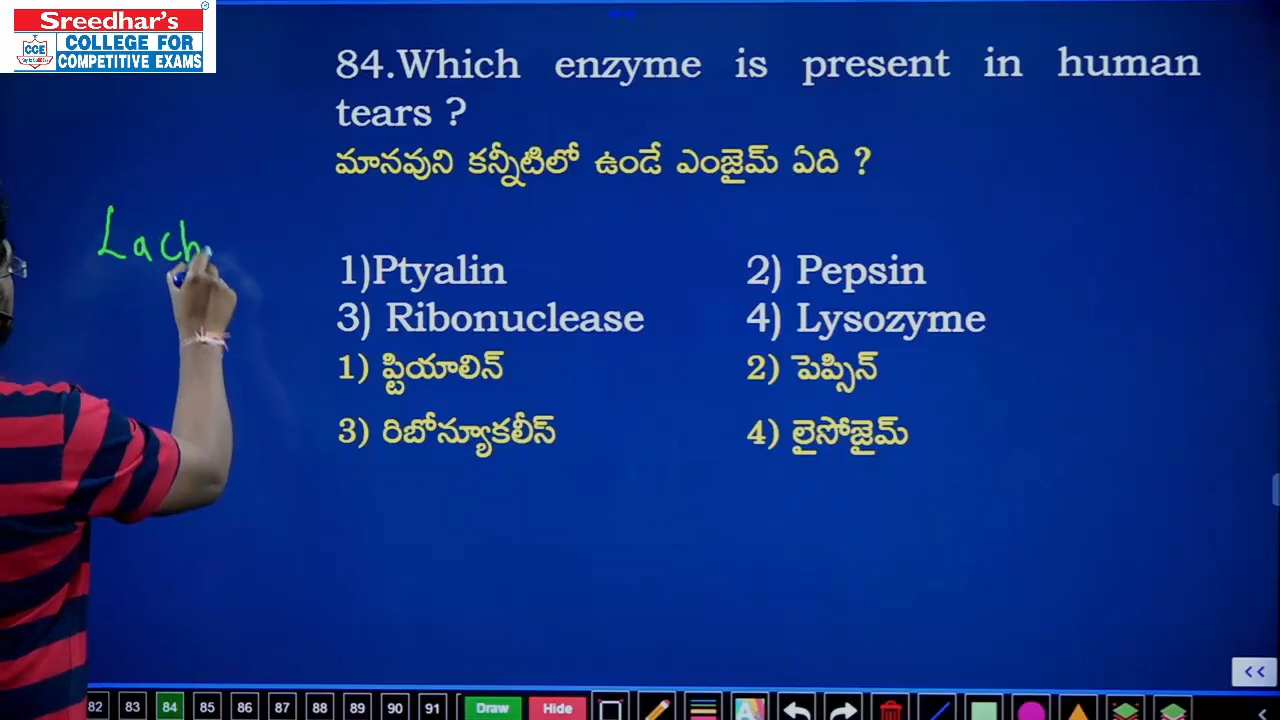 Sreedhar's
CCE
COLLEGE FOR
COMPETITIVE EXAMS
84.Which enzyme is present in human
tears ?
మానవుని కన్నీటిలో ఉండే ఎంజైమ్ ఏది ?
Lach
1)Ptyalin 2) Pepsin
3) Ribonuclease 4) Lysozyme
1) ప్టియాలిన్ 2) పెప్సిన్
3) రిబోన్యూకలీస్ 4) లైసోజైమ్
<<
82 83 84 85 86 87 88 89 90 91 Draw Hide